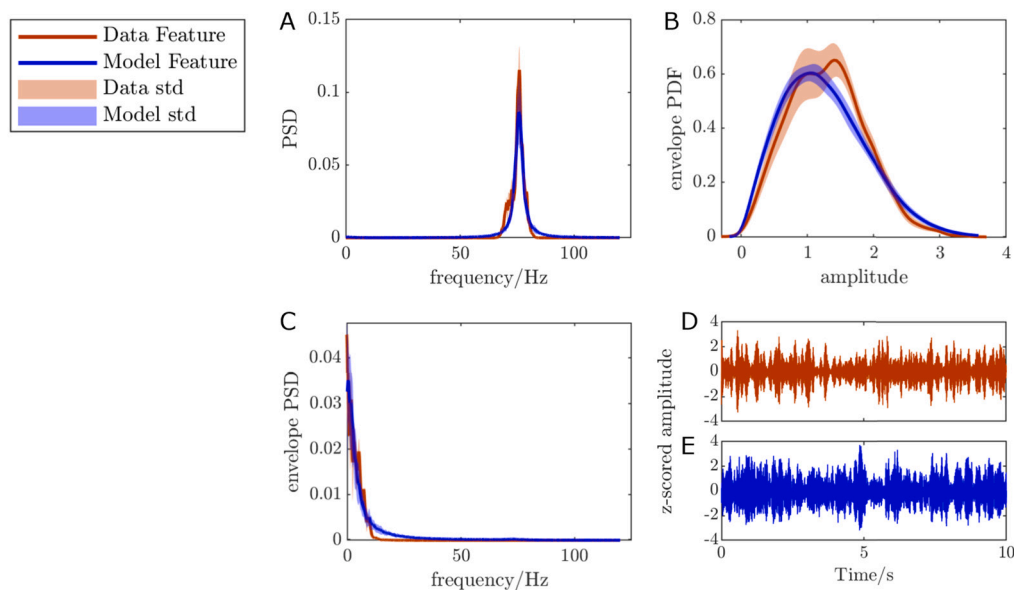 Data Feature
Model Feature
Data std
Model std
A
0.15
0.1
0.05
0
PSD
0 50 100
frequency/Hz
B
0.8
0.6
0.4
0.2
0
envelope PDF
0 1 2 3 4
amplitude
C
0.04
0.03
0.02
0.01
0
envelope PSD
0 50 100
frequency/Hz
D
4
2
0
-2
-4
z-scored amplitude
E
4
2
0
-2
-4
0 5 10
Time/s